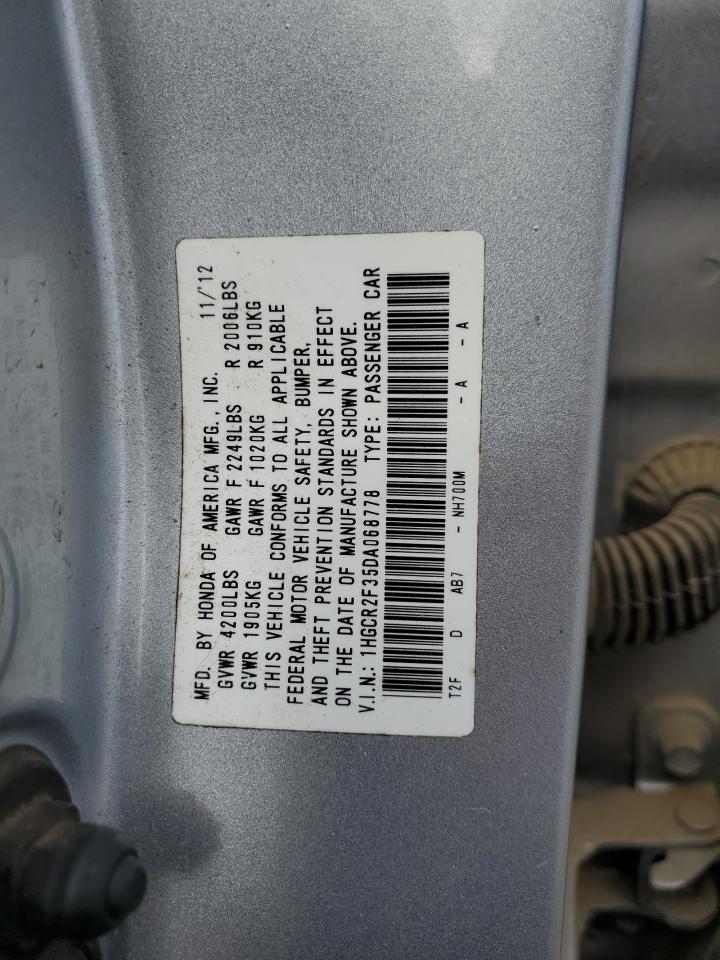 MFD. BY HONDA OF AMERICA MFG., INC. 11/'12
GVWR 4200LBS GAWR F 2249LBS R 2006LBS
GVWR 1905KG GAWR F 1020KG R 910KG
THIS VEHICLE CONFORMS TO ALL APPLICABLE
FEDERAL MOTOR VEHICLE SAFETY, BUMPER,
AND THEFT PREVENTION STANDARDS IN EFFECT
ON THE DATE OF MANUFACTURE SHOWN ABOVE.
V.I.N.: 1HGCR2F35DA068778 TYPE: PASSENGER CAR
T2F D AB7 - NH700M - A - A